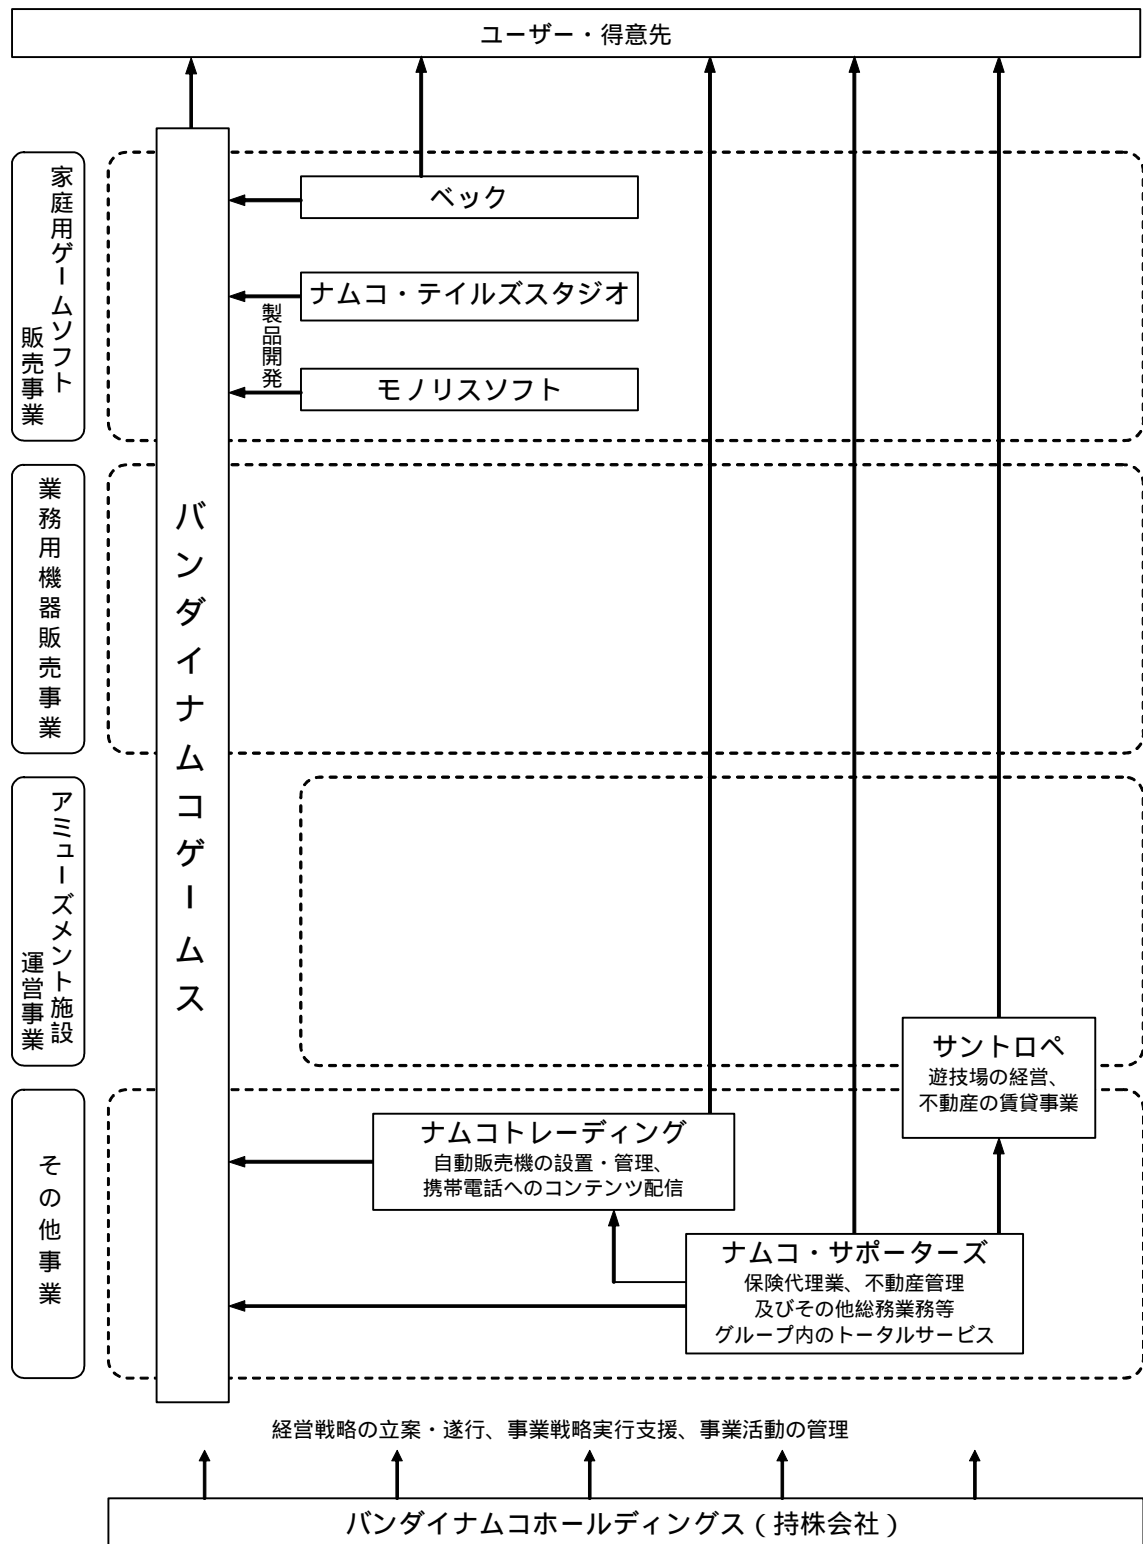 ユーザー・得意先
家庭用ゲームソフト
販売事業
ベック
ナムコ・テイルズスタジオ
製品開発
モノリスソフト
業務用機器販売事業
バンダイナムコゲームス
アミューズメント施設
運営事業
サントロペ
遊技場の経営、
不動産の賃貸事業
その他事業
ナムコトレーディング
自動販売機の設置・管理、
携帯電話へのコンテンツ配信
ナムコ・サポーターズ
保険代理業、不動産管理
及びその他総務業務等
グループ内のトータルサービス
経営戦略の立案・遂行、事業戦略実行支援、事業活動の管理
バンダイナムコホールディングス(持株会社)